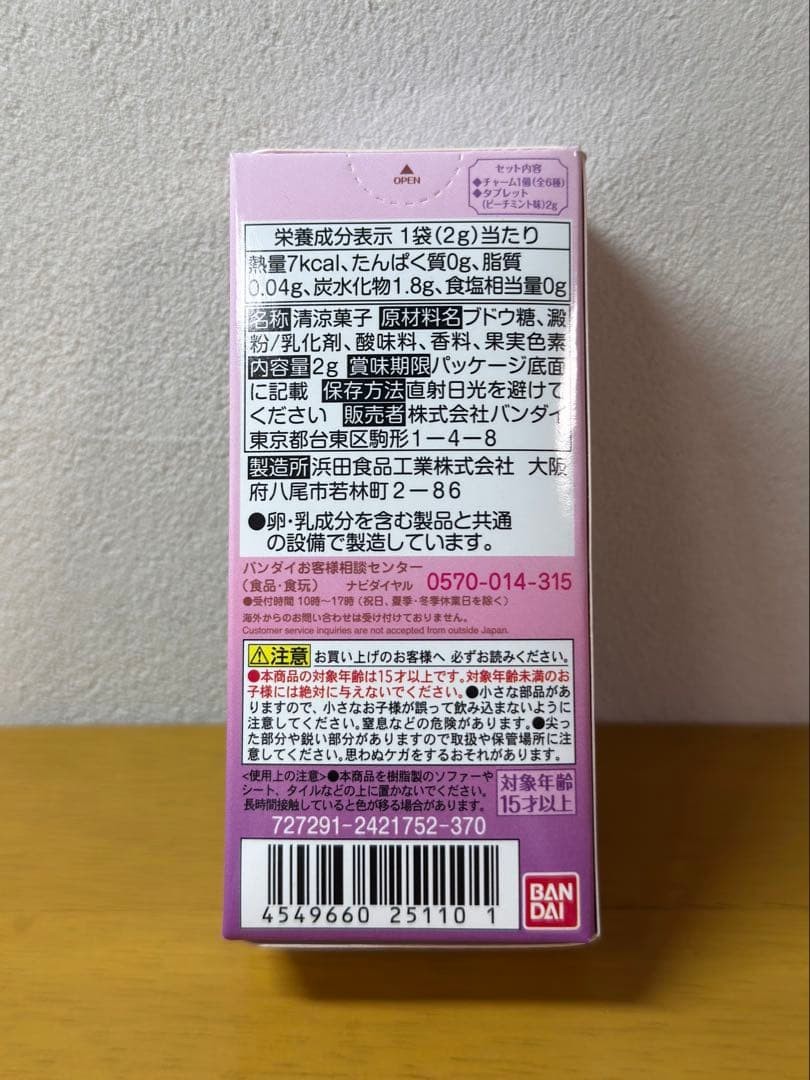 OPEN
セット内容
◆チャーム1個(全6種)
◆タブレット
(ピーチミント味)2g
栄養成分表示 1袋(2g)当たり
熱量7kcal、たんぱく質0g、脂質
0.04g、炭水化物1.8g、食塩相当量0g
名称 清涼菓子 原材料名 ブドウ糖、澱
粉/乳化剤、酸味料、香料、果実色素
内容量 2g 賞味期限 パッケージ底面
に記載 保存方法 直射日光を避けて
ください 販売者 株式会社バンダイ
東京都台東区駒形1-4-8
製造所 浜田食品工業株式会社 大阪
府八尾市若林町2-86
●卵・乳成分を含む製品と共通
の設備で製造しています。
バンダイお客様相談センター
(食品・食玩) ナビダイヤル 0570-014-315
●受付時間 10時~17時(祝日、夏季・冬季休業日を除く)
海外からのお問い合わせは受け付けておりません。
Customer service inquiries are not accepted from outside Japan.
⚠注意 お買い上げのお客様へ 必ずお読みください。
●本商品の対象年齢は15才以上です。対象年齢未満のお
子様には絶対に与えないでください。●小さな部品があ
りますので、小さなお子様が誤って飲み込まないように
注意してください。窒息などの危険があります。●尖っ
た部分や鋭い部分がありますので取扱や保管場所に注
意してください。思わぬケガをするおそれがあります。
<使用上の注意>●本商品を樹脂製のソファーや
シート、タイルなどの上に置かないでください。
長時間接触していると色が移る場合があります。
対象年齢
15才以上
727291-2421752-370
4549660 25110 1
BAN
DAI